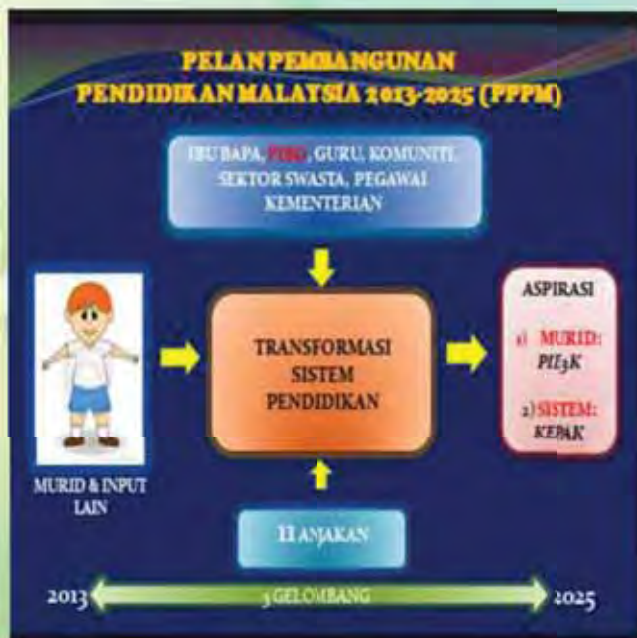 PELAN PEMBANGUNAN
PENDIDIKAN MALAYSIA 2013-2025 (PPPM)
IBU BAPA, PIBG, GURU, KOMUNITI,
SEKTOR SWASTA, PEGAWAI
KEMENTERIAN
TRANSFORMASI
SISTEM
PENDIDIKAN
ASPIRASI
1) MURID:
PIE3K
2) SISTEM:
KEPAK
MURID & INPUT
LAIN
11 ANJAKAN
2013
3 GELOMBANG
2025